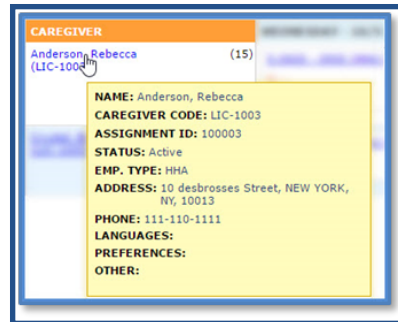 CAREGIVER
Anderson, Rebecca (15)
(LIC-1003
NAME: Anderson, Rebecca
CAREGIVER CODE: LIC-1003
ASSIGNMENT ID: 100003
STATUS: Active
EMP. TYPE: HHA
ADDRESS: 10 desbrosses Street, NEW YORK,
NY, 10013
PHONE: 111-110-1111
LANGUAGES:
PREFERENCES:
OTHER: